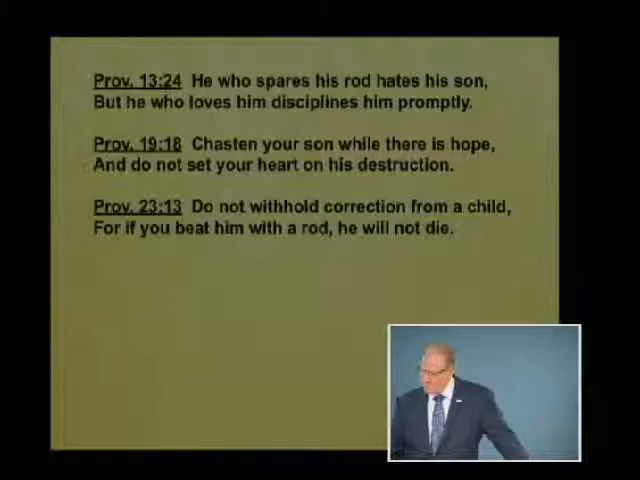 Prov. 13:24 He who spares his rod hates his son,
But he who loves him disciplines him promptly.
Prov. 19:18 Chasten your son while there is hope,
And do not set your heart on his destruction.
Prov. 23:13 Do not withhold correction from a child,
For if you beat him with a rod, he will not die.